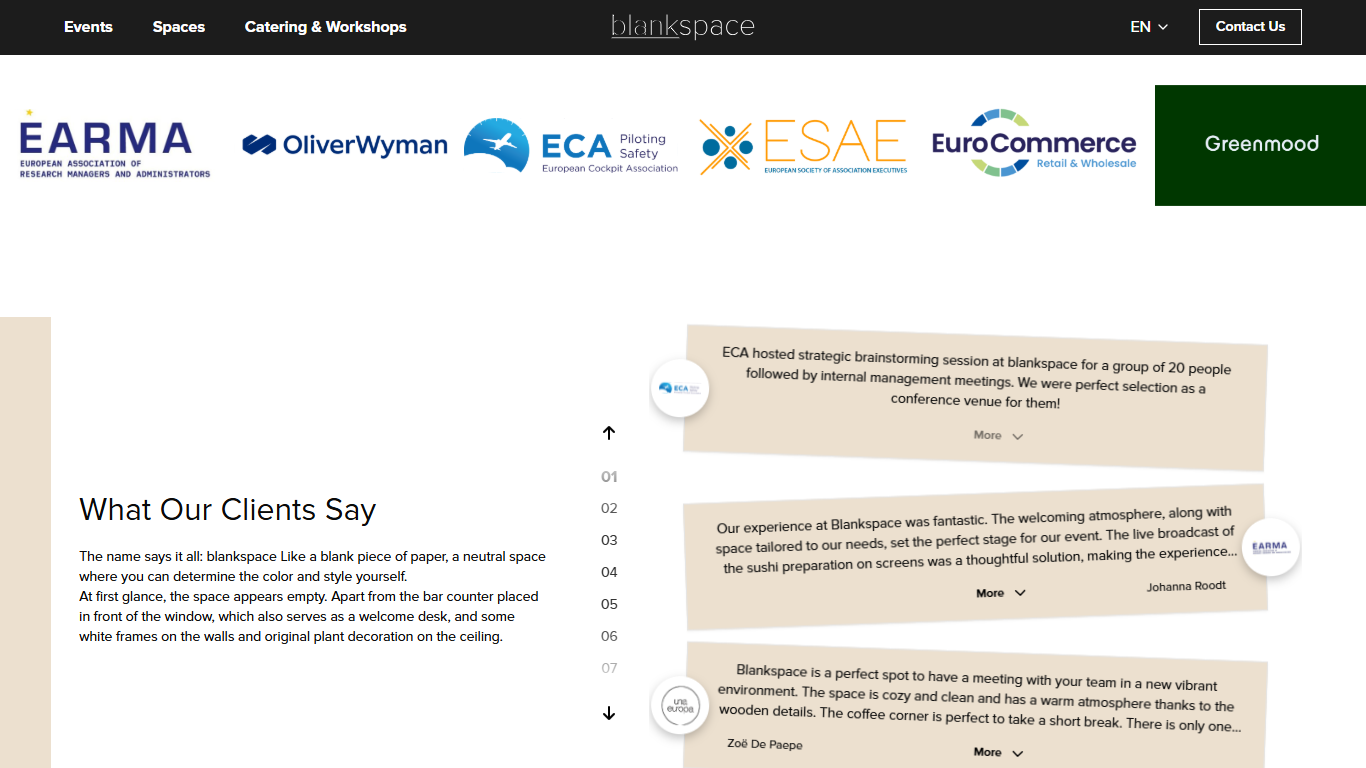 Events
Spaces
Catering & Workshops
blankspace
EN
Contact Us
EARMA
EUROPEAN ASSOCIATION OF
RESEARCH MANAGERS AND ADMINISTRATORS
OliverWyman
ECA
Piloting
Safety
European Cockpit Association
ESAE
EUROPEAN SOCIETY OF ASSOCIATION EXECUTIVES
EuroCommerce
Retail & Wholesale
Greenmood
What Our Clients Say
The name says it all: blankspace Like a blank piece of paper, a neutral space
where you can determine the color and style yourself.
At first glance, the space appears empty. Apart from the bar counter placed
in front of the window, which also serves as a welcome desk, and some
white frames on the walls and original plant decoration on the ceiling.
01
02
03
04
05
06
07
ECA
ECA hosted strategic brainstorming session at blankspace for a group of 20 people
followed by internal management meetings. We were perfect selection as a
conference venue for them!
More
Our experience at Blankspace was fantastic. The welcoming atmosphere, along with
space tailored to our needs, set the perfect stage for our event. The live broadcast of
the sushi preparation on screens was a thoughtful solution, making the experience...
More
Johanna Roodt
EARMA
Blankspace is a perfect spot to have a meeting with your team in a new vibrant
environment. The space is cozy and clean and has a warm atmosphere thanks to the
wooden details. The coffee corner is perfect to take a short break. There is only one...
Zoë De Paepe
More